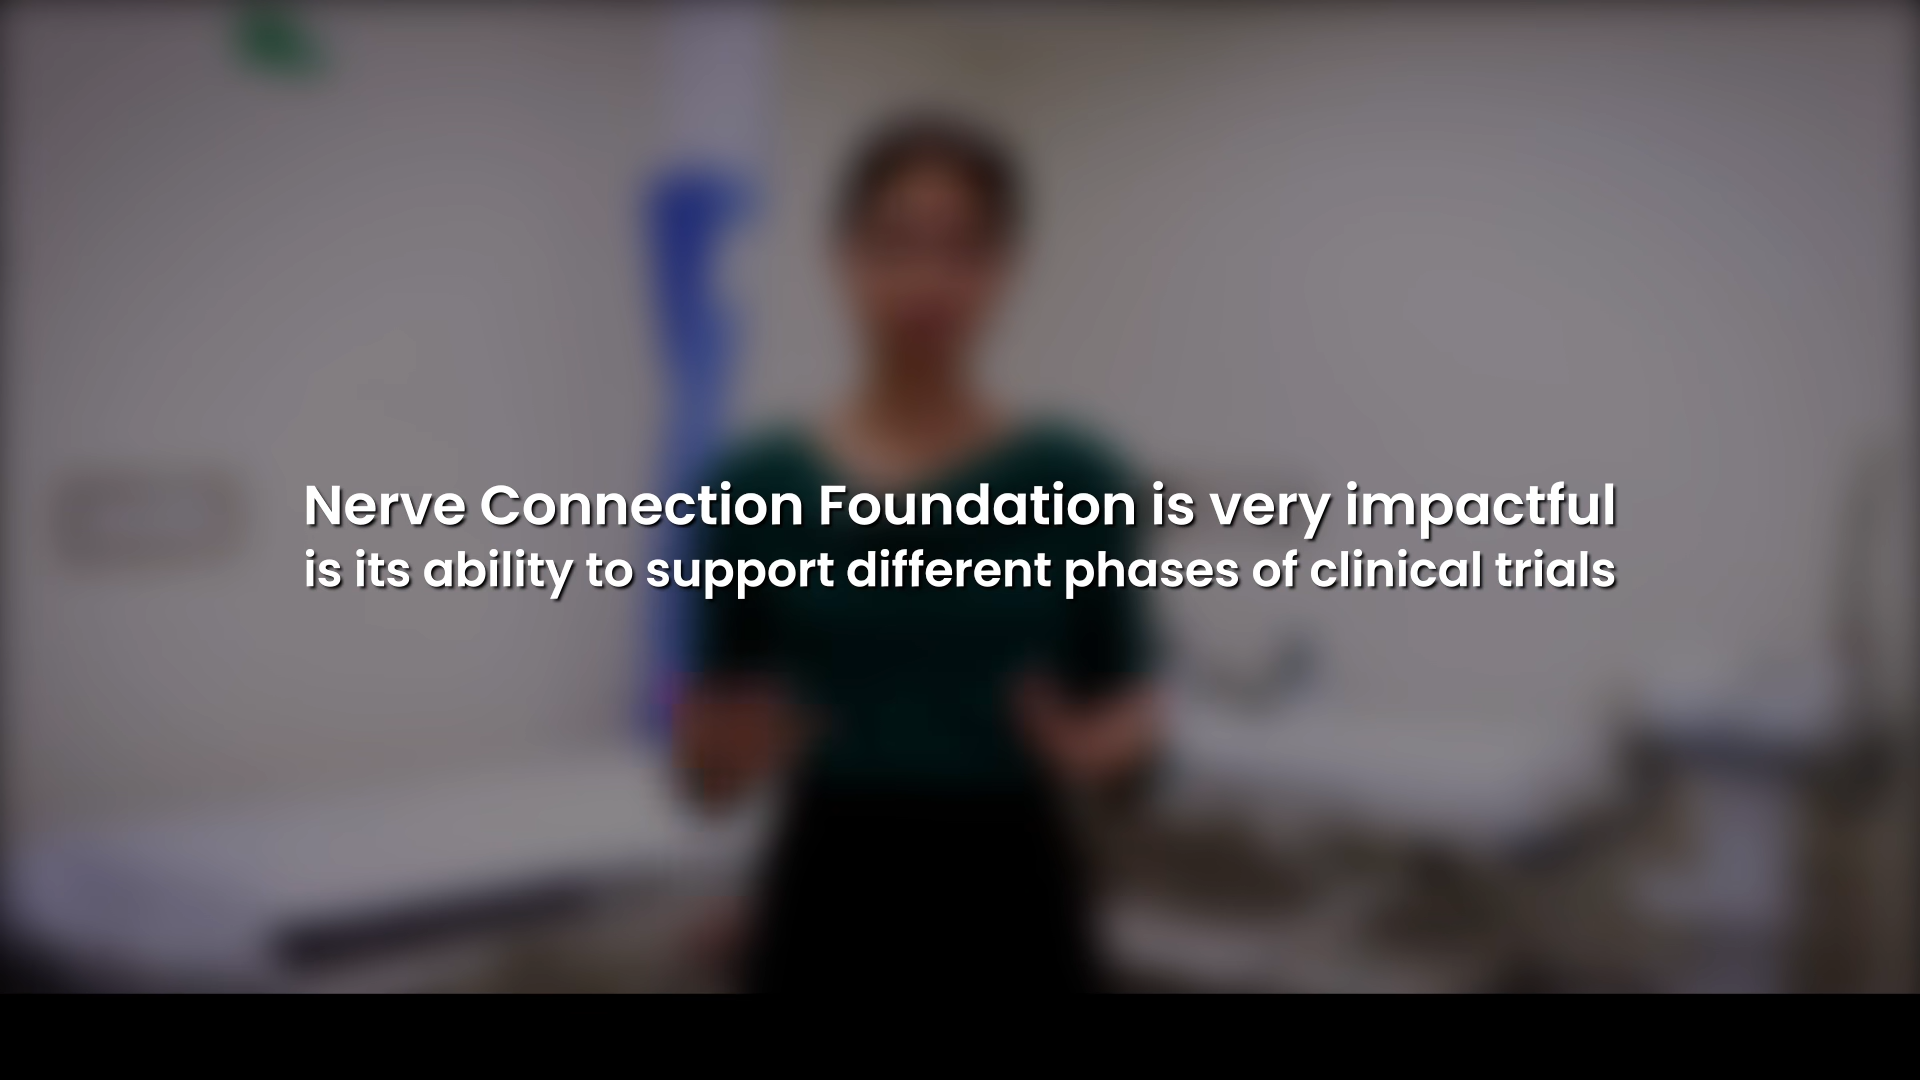 Nerve Connection Foundation is very impactful
is its ability to support different phases of clinical trials